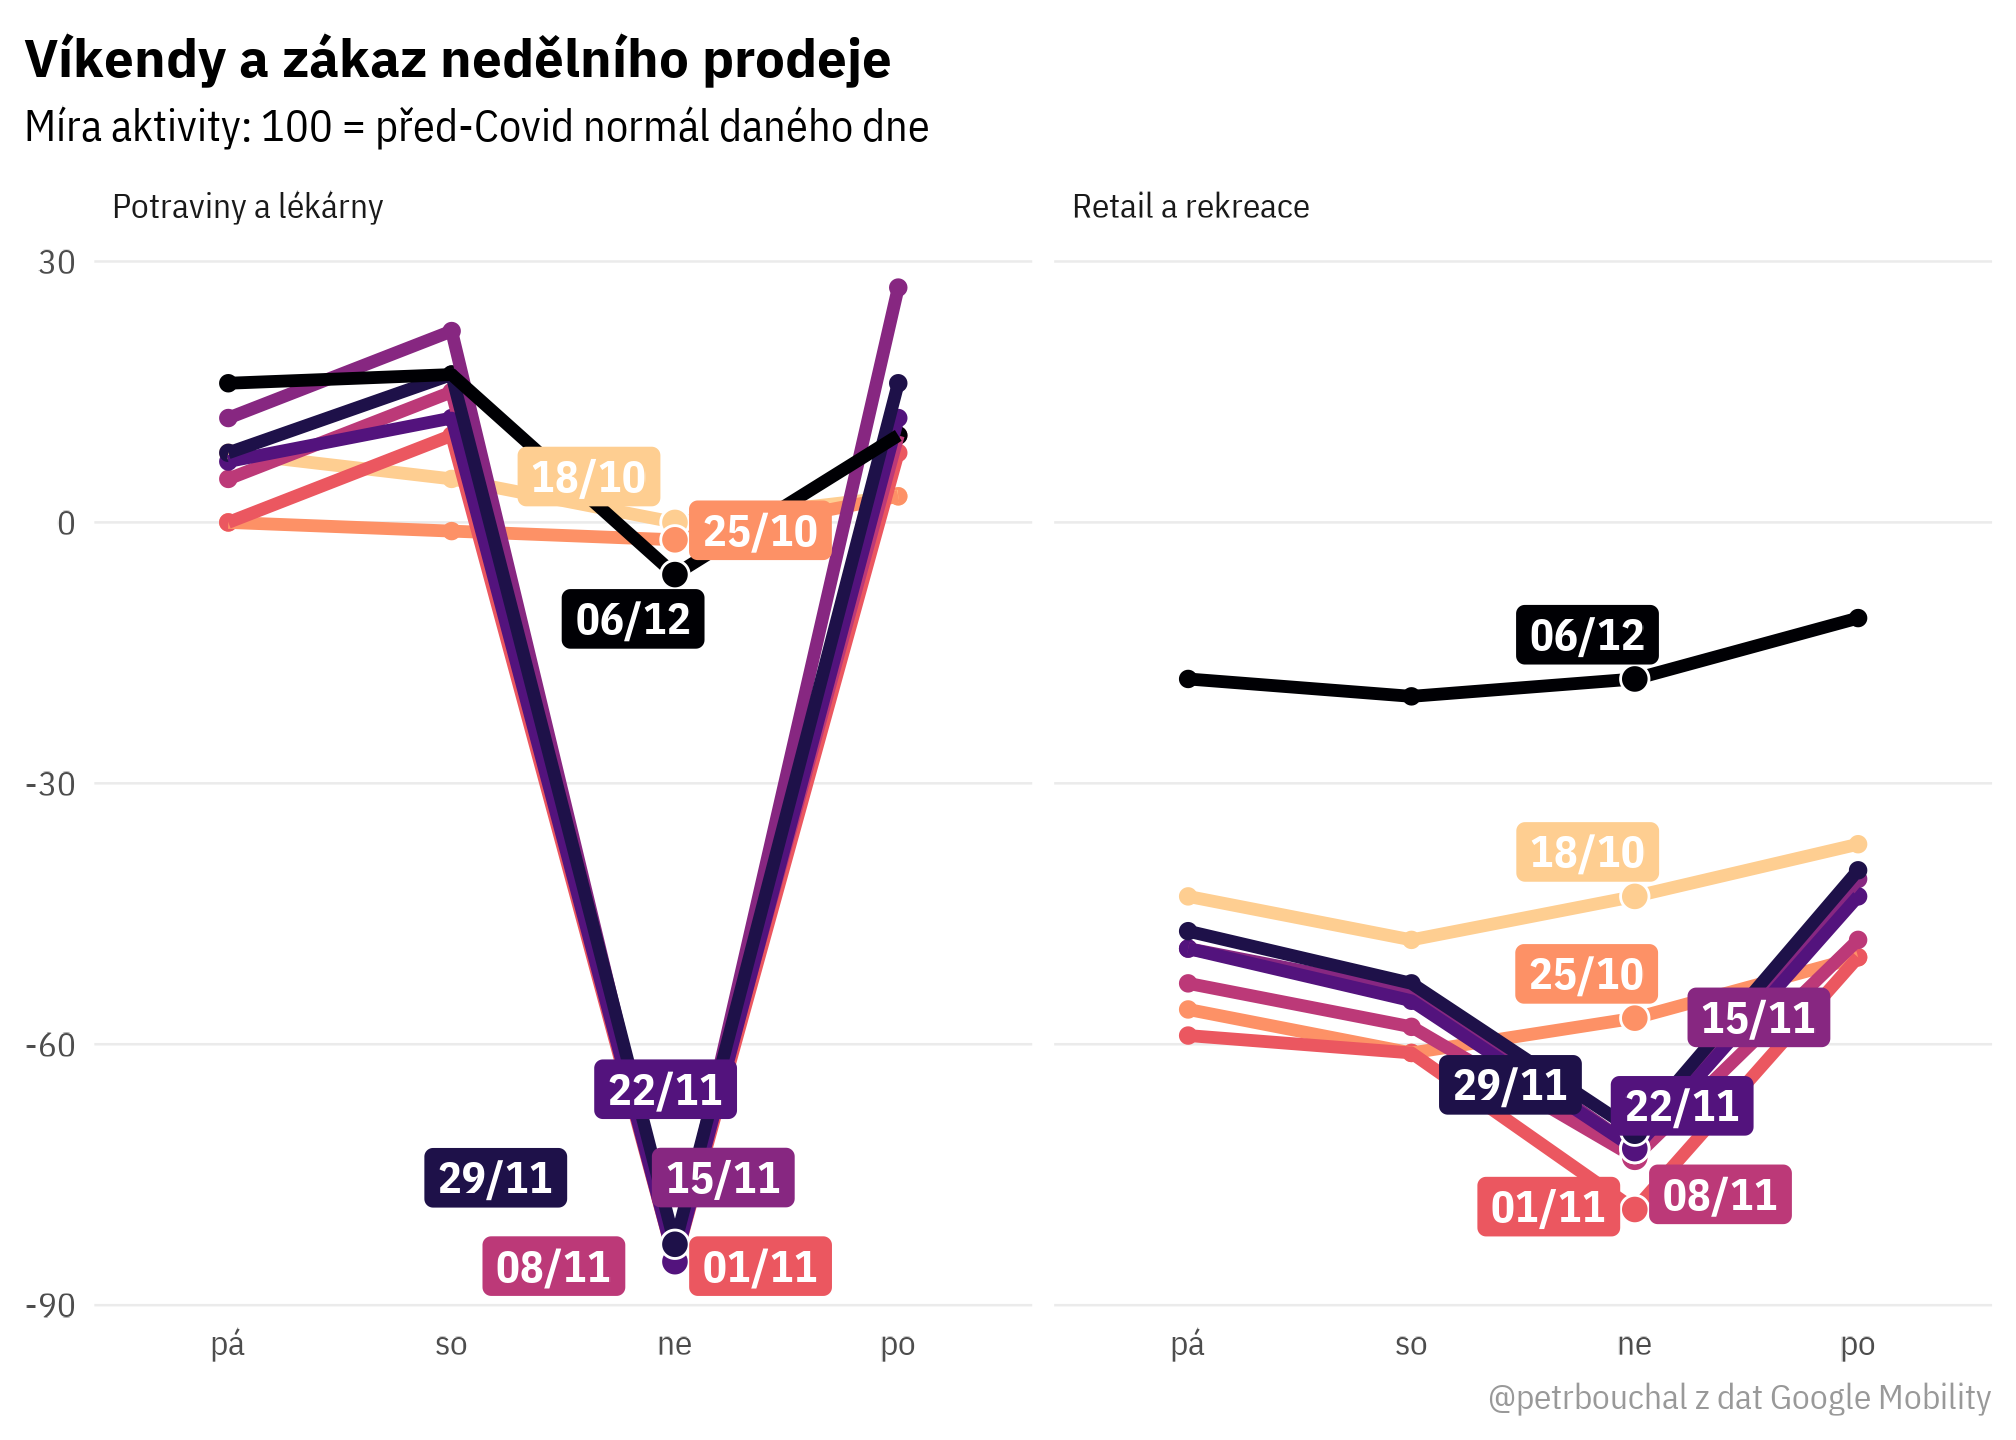 Víkendy a zákaz nedělního prodeje
Míra aktivity: 100 = před-Covid normál daného dne
Potraviny a lékárny
Retail a rekreace
30
0
-30
-60
-90
18/10
25/10
06/12
22/11
29/11
15/11
08/11
01/11
pá
so
ne
po
06/12
18/10
25/10
15/11
29/11
22/11
08/11
01/11
pá
so
ne
po
@petrbouchal z dat Google Mobility